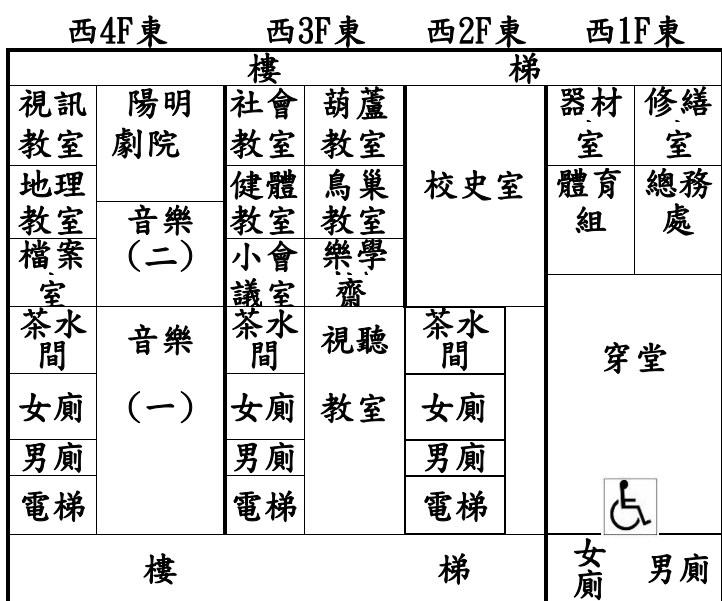 西4F東 西3F東 西2F東 西1F東
樓 梯
視訊 陽明 社會 葫蘆 器材 修繕
教室 劇院 教室 教室 室 室
地理 健體 鳥巢 校史室 體育 總務
教室 音樂 教室 教室 組 處
檔案 (二) 小會 樂學
室 議室 齋
茶水 音樂 茶水 視聽 茶水 穿堂
間 間 間
女廁 (一) 女廁 教室 女廁
男廁 男廁 男廁
電梯 電梯 電梯
樓 梯 女 男廁
廁